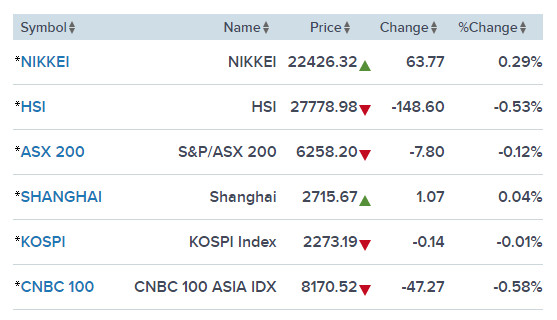 Symbol Name Price Change %Change
*NIKKEI NIKKEI 22426.32 63.77 0.29%
*HSI HSI 27778.98 -148.60 -0.53%
*ASX 200 S&P/ASX 200 6258.20 -7.80 -0.12%
*SHANGHAI Shanghai 2715.67 1.07 0.04%
*KOSPI KOSPI Index 2273.19 -0.14 -0.01%
*CNBC 100 CNBC 100 ASIA IDX 8170.52 -47.27 -0.58%